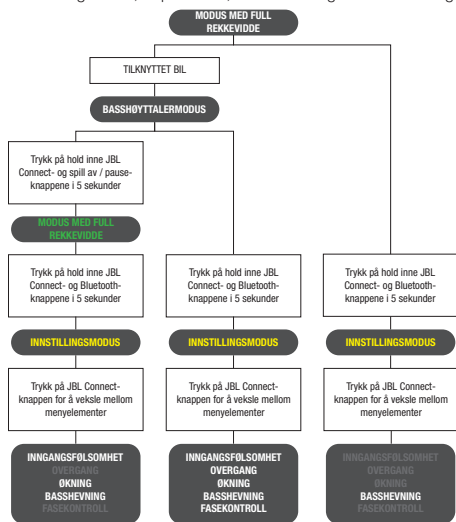 MODUS MED FULL
REKKEVIDDE
TILKNYTTET BIL
BASSHØYTTALERMODUS
Trykk på hold inne JBL
Connect- og spill av / pause-
knappene i 5 sekunder
MODUS MED FULL
REKKEVIDDE
Trykk på hold inne JBL
Connect- og Bluetooth-
knappene i 5 sekunder
INNSTILLINGSMODUS
Trykk på JBL Connect-
knappen for å veksle mellom
menyelementer
INNGANGSFØLSOMHET
OVERGANG
ØKNING
BASSHEVNING
FASEKONTROLL
Trykk på hold inne JBL
Connect- og Bluetooth-
knappene i 5 sekunder
INNSTILLINGSMODUS
Trykk på JBL Connect-
knappen for å veksle mellom
menyelementer
INNGANGSFØLSOMHET
OVERGANG
ØKNING
BASSHEVNING
FASEKONTROLL
Trykk på hold inne JBL
Connect- og Bluetooth-
knappene i 5 sekunder
INNSTILLINGSMODUS
Trykk på JBL Connect-
knappen for å veksle mellom
menyelementer
INNGANGSFØLSOMHET
OVERGANG
ØKNING
BASSHEVNING
FASEKONTROLL